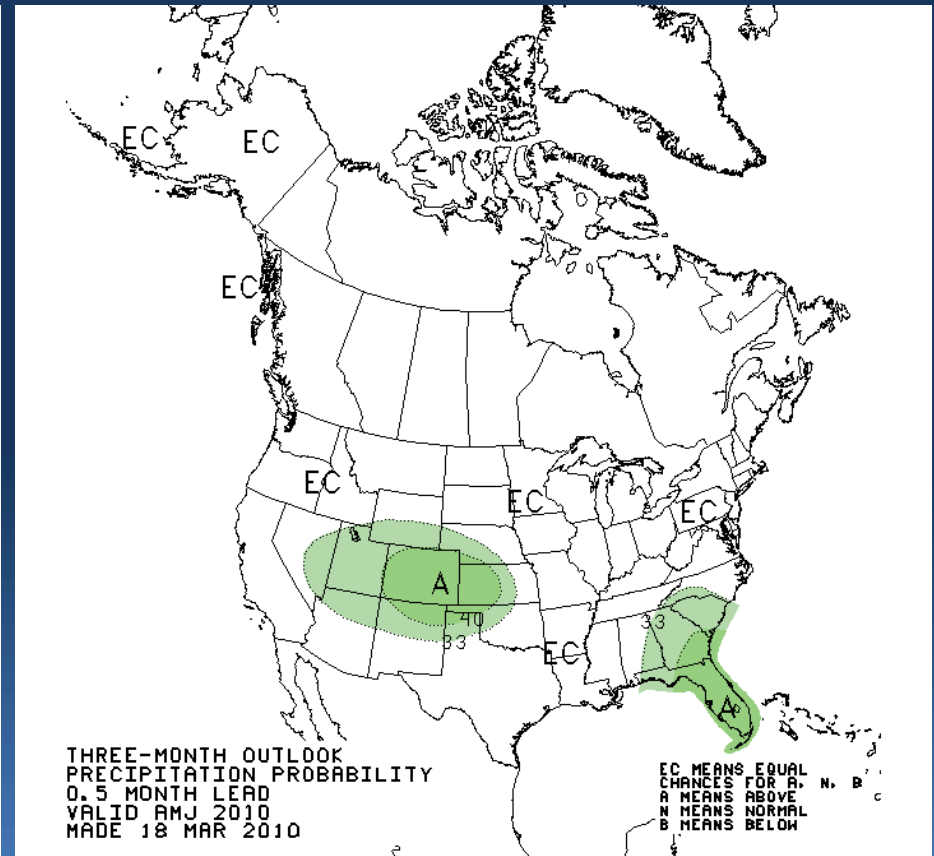 EC
EC
EC
EC
EC
EC
A
40
33
33
EC
A
THREE-MONTH OUTLOOK
PRECIPITATION PROBABILITY
0.5 MONTH LEAD
VALID AMJ 2010
MADE 18 MAR 2010
EC MEANS EQUAL
CHANCES FOR A, N, B
A MEANS ABOVE
N MEANS NORMAL
B MEANS BELOW